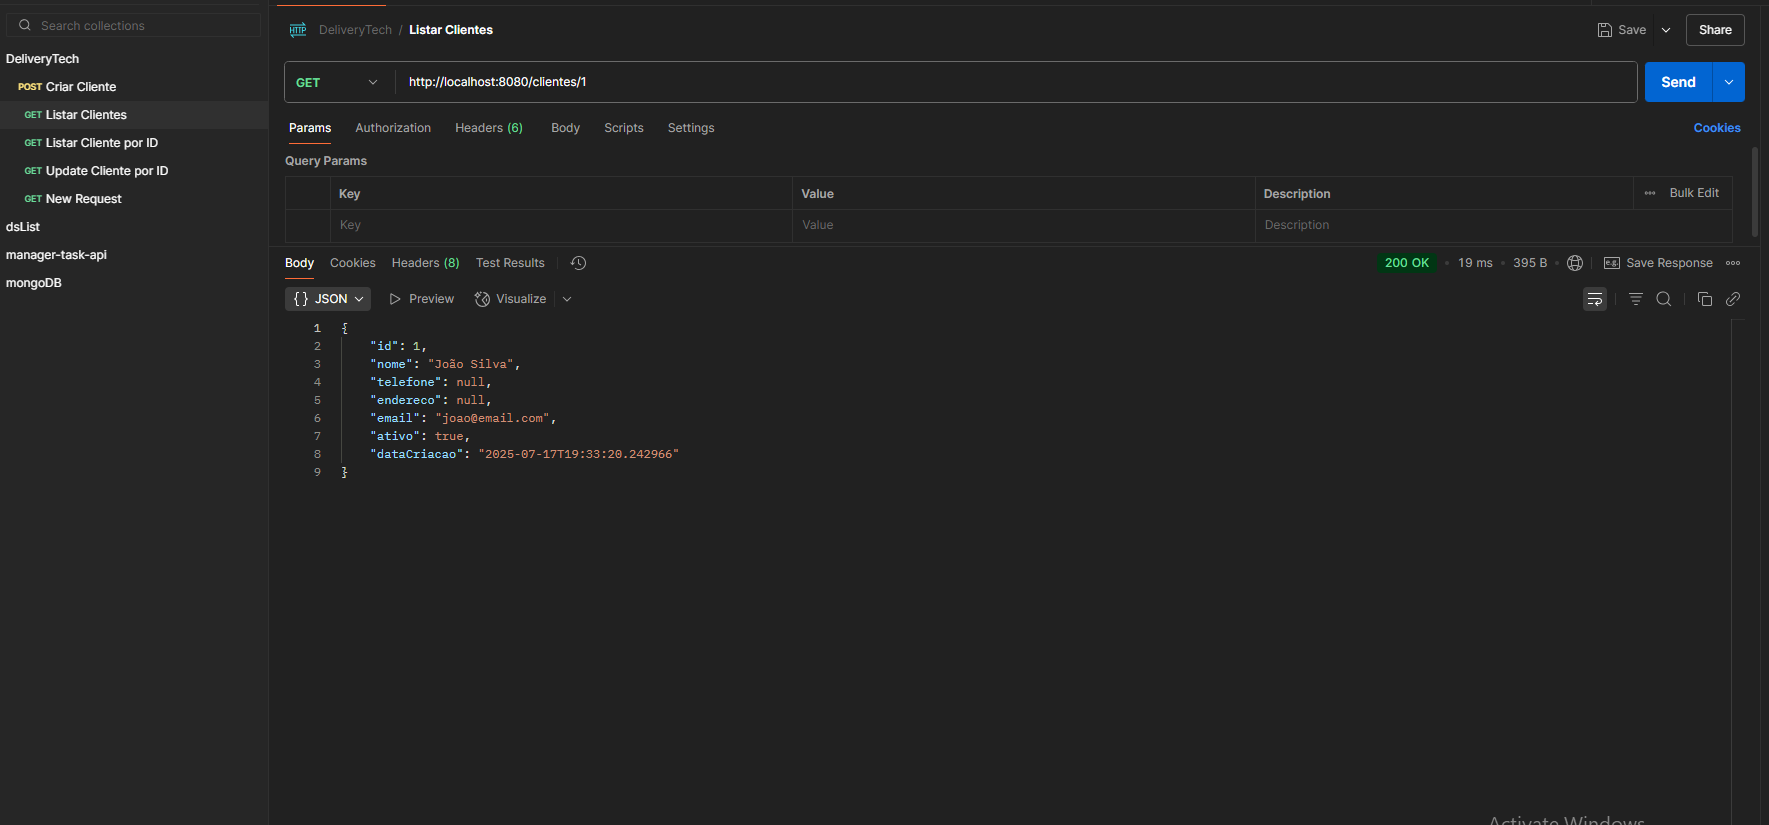 Search collections
DeliveryTech
POST Criar Cliente
GET Listar Clientes
GET Listar Cliente por ID
GET Update Cliente por ID
GET New Request
dsList
manager-task-api
mongoDB
HTTP DeliveryTech / Listar Clientes
Save
Share
GET
http://localhost:8080/clientes/1
Send
Params Authorization Headers (6) Body Scripts Settings
Cookies
Query Params
Key Value Description ••• Bulk Edit
Key Value Description
Body Cookies Headers (8) Test Results
200 OK • 19 ms • 395 B • e.g. Save Response
{} JSON Preview Visualize
1 {
2 "id": 1,
3 "nome": "João Silva",
4 "telefone": null,
5 "endereco": null,
6 "email": "joao@email.com",
7 "ativo": true,
8 "dataCriacao": "2025-07-17T19:33:20.242966"
9 }
Activate Windows